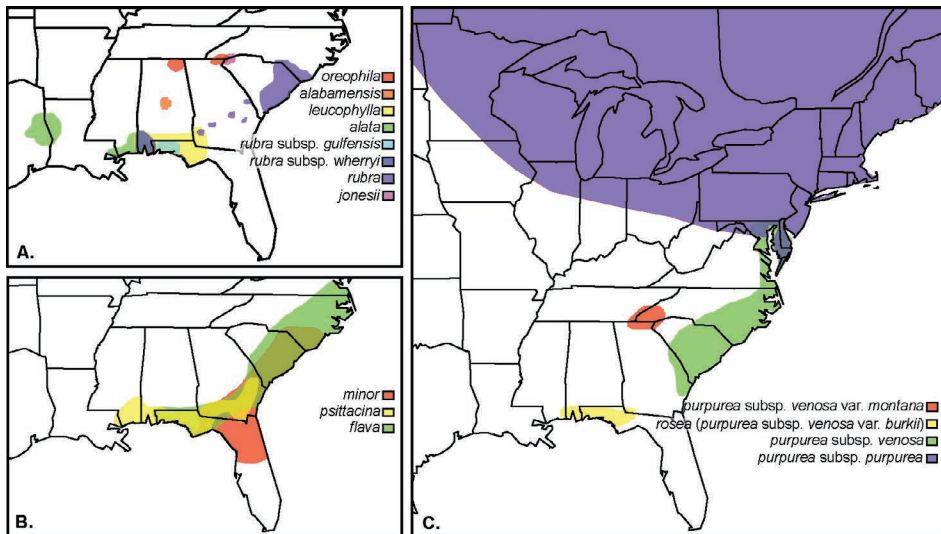 oreophila
alabamensis
leucophylla
alata
rubra subsp. gulfensis
rubra subsp. wherryi
rubra
jonesii
A.
minor
psittacina
flava
B.
purpurea subsp. venosa var. montana
rosea (purpurea subsp. venosa var. burkii)
purpurea subsp. venosa
purpurea subsp. purpurea
C.